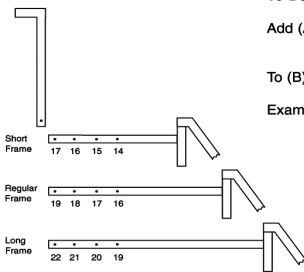 Add (
To (B)
Exam
Short
Frame
17 16 15 14
Regular
Frame
19 18 17 16
Long
Frame
22 21 20 19